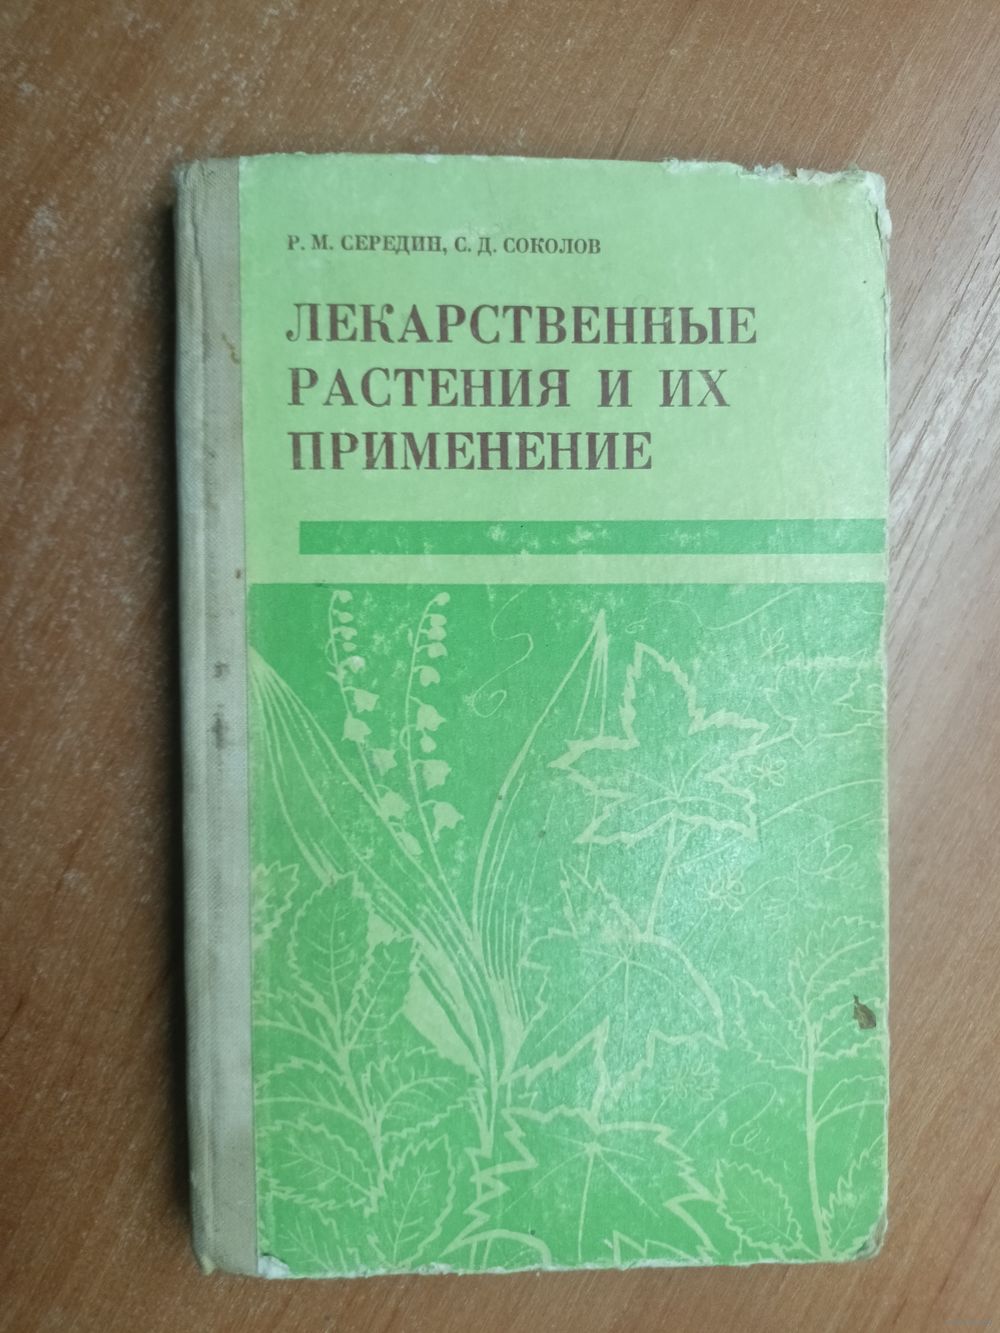 Р. М. СЕРЕДИН, С. Д. СОКОЛОВ
ЛЕКАРСТВЕННЫЕ
РАСТЕНИЯ И ИХ
ПРИМЕНЕНИЕ